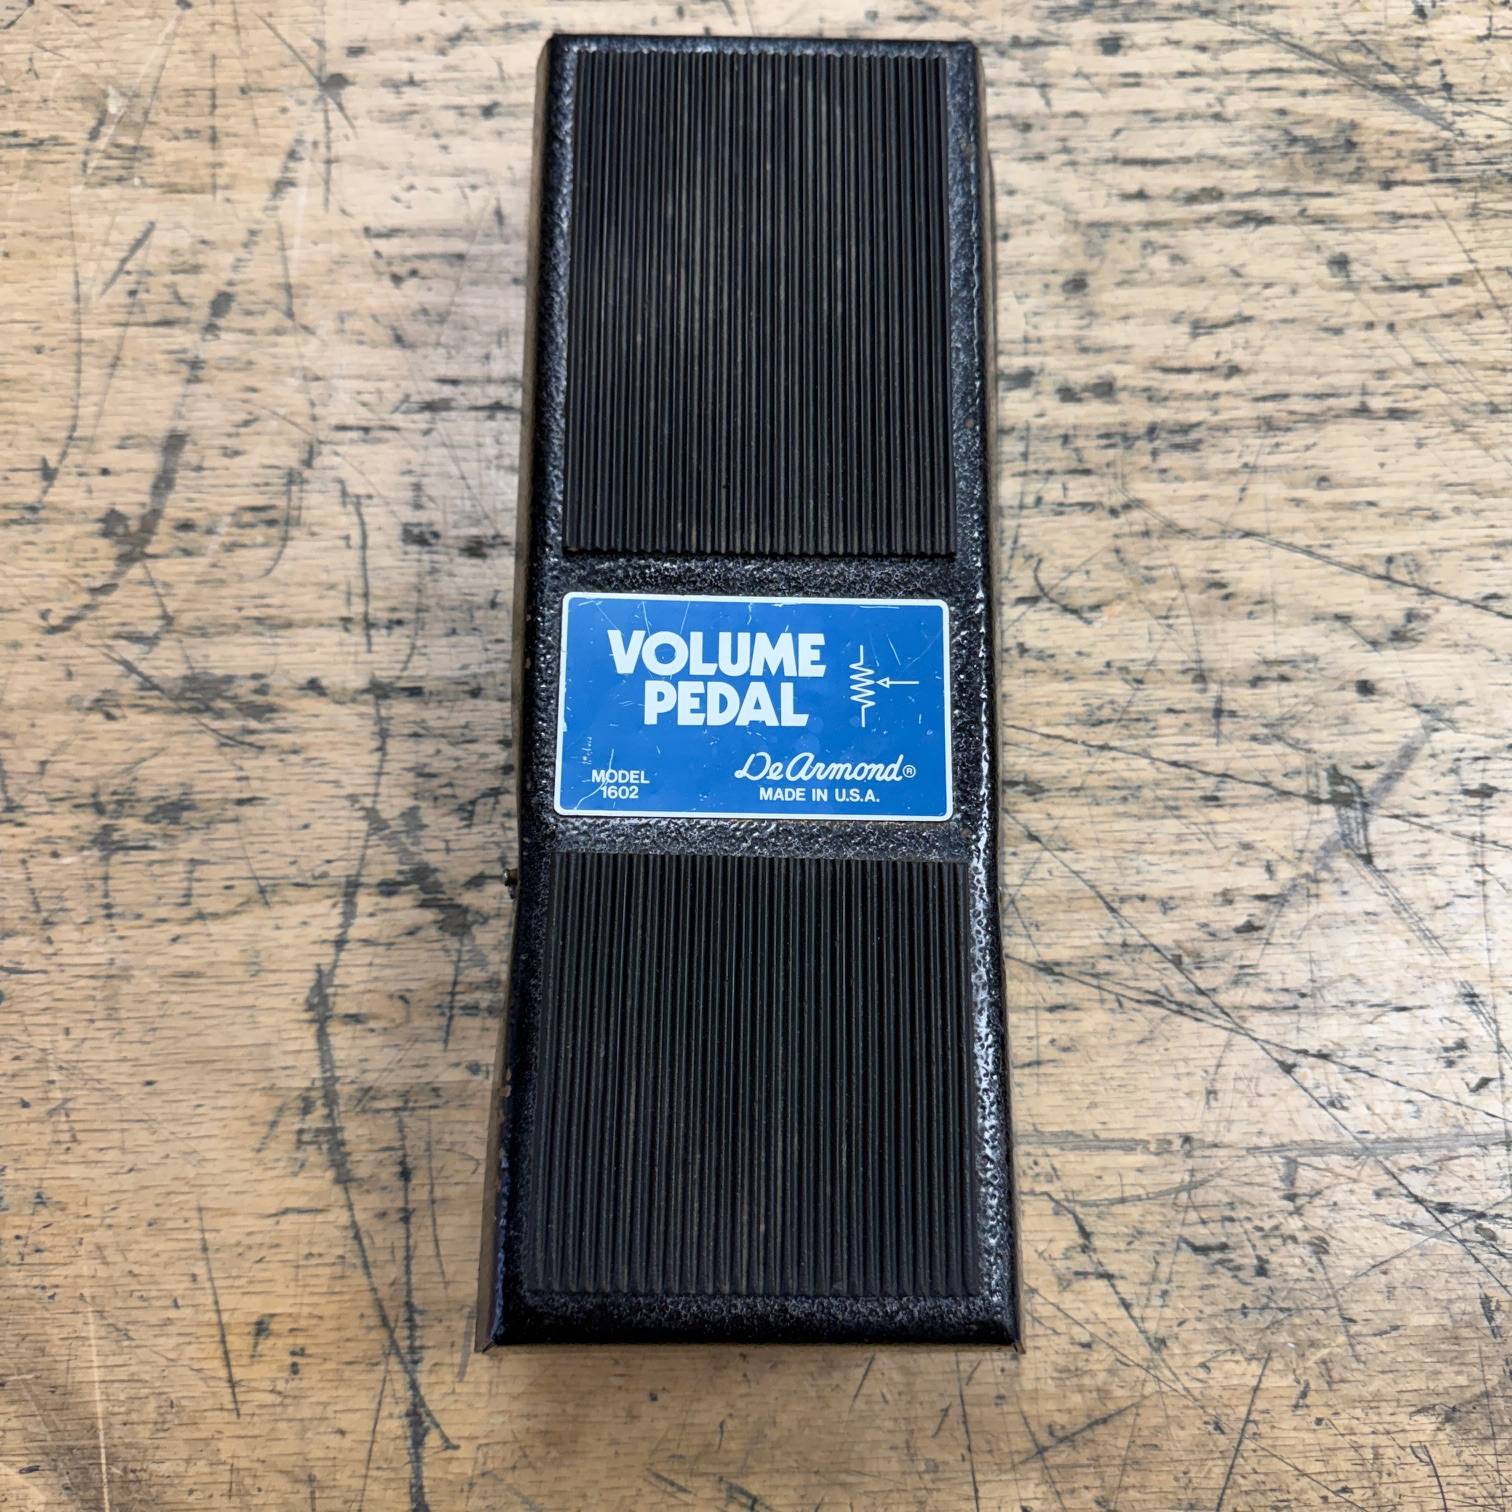 VOLUME
PEDAL
MODEL
1602
DeArmond®
MADE IN U.S.A.